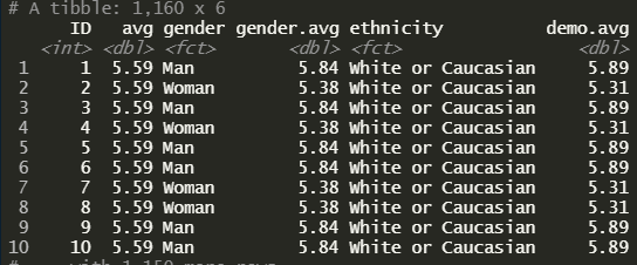 # A tibble: 1,160 x 6
ID avg gender gender.avg ethnicity demo.avg
<int> <dbl> <fct> <dbl> <fct> <dbl>
1 1 5.59 Man 5.84 White or Caucasian 5.89
2 2 5.59 Woman 5.38 White or Caucasian 5.31
3 3 5.59 Man 5.84 White or Caucasian 5.89
4 4 5.59 Woman 5.38 White or Caucasian 5.31
5 5 5.59 Man 5.84 White or Caucasian 5.89
6 6 5.59 Man 5.84 White or Caucasian 5.89
7 7 5.59 Woman 5.38 White or Caucasian 5.31
8 8 5.59 Woman 5.38 White or Caucasian 5.31
9 9 5.59 Man 5.84 White or Caucasian 5.89
10 10 5.59 Man 5.84 White or Caucasian 5.89
# with 1,150 more rows